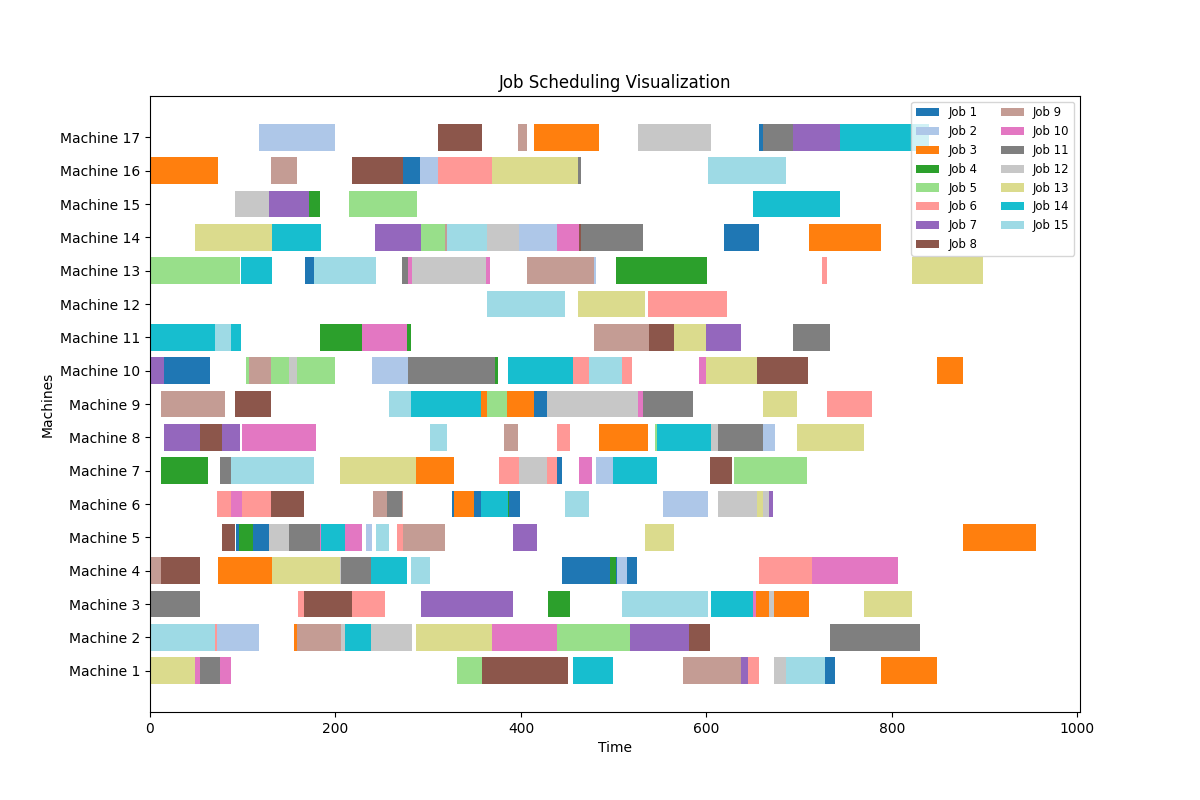 Job Scheduling Visualization
Machine 17
Machine 16
Machine 15
Machine 14
Machine 13
Machine 12
Machine 11
Machine 10
Machine 9
Machine 8
Machine 7
Machine 6
Machine 5
Machine 4
Machine 3
Machine 2
Machine 1
Machines
0 200 400 600 800 1000
Time
Job 1
Job 2
Job 3
Job 4
Job 5
Job 6
Job 7
Job 8
Job 9
Job 10
Job 11
Job 12
Job 13
Job 14
Job 15